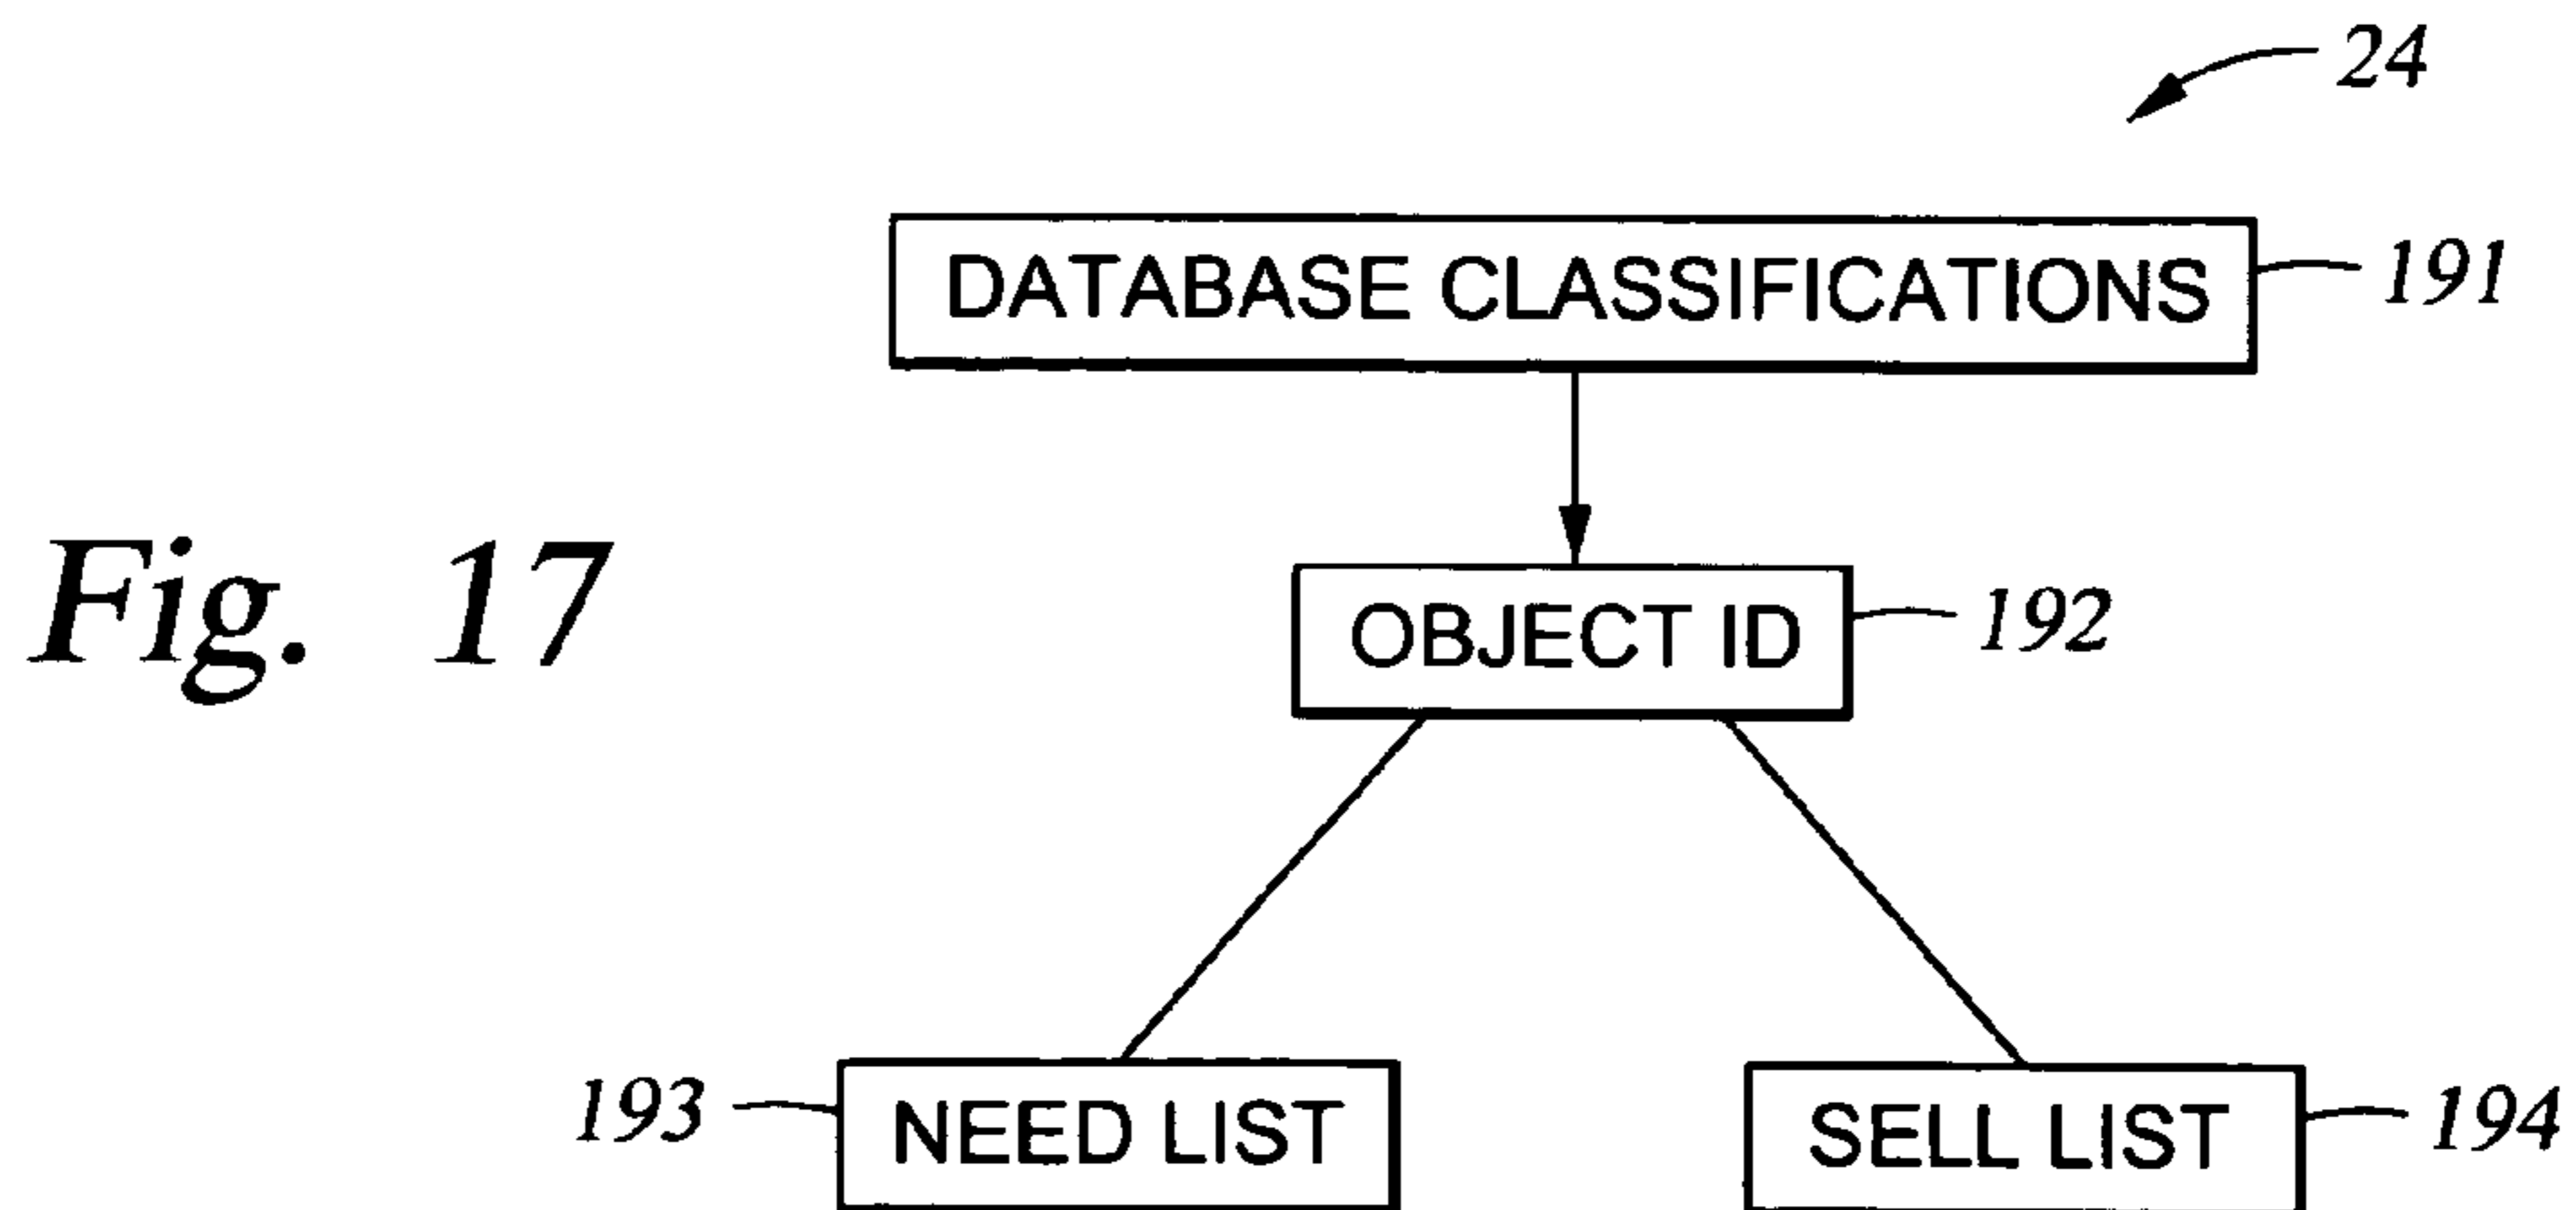 24
DATABASE CLASSIFICATIONS
191
Fig. 17
OBJECT ID
192
193
NEED LIST
SELL LIST
194